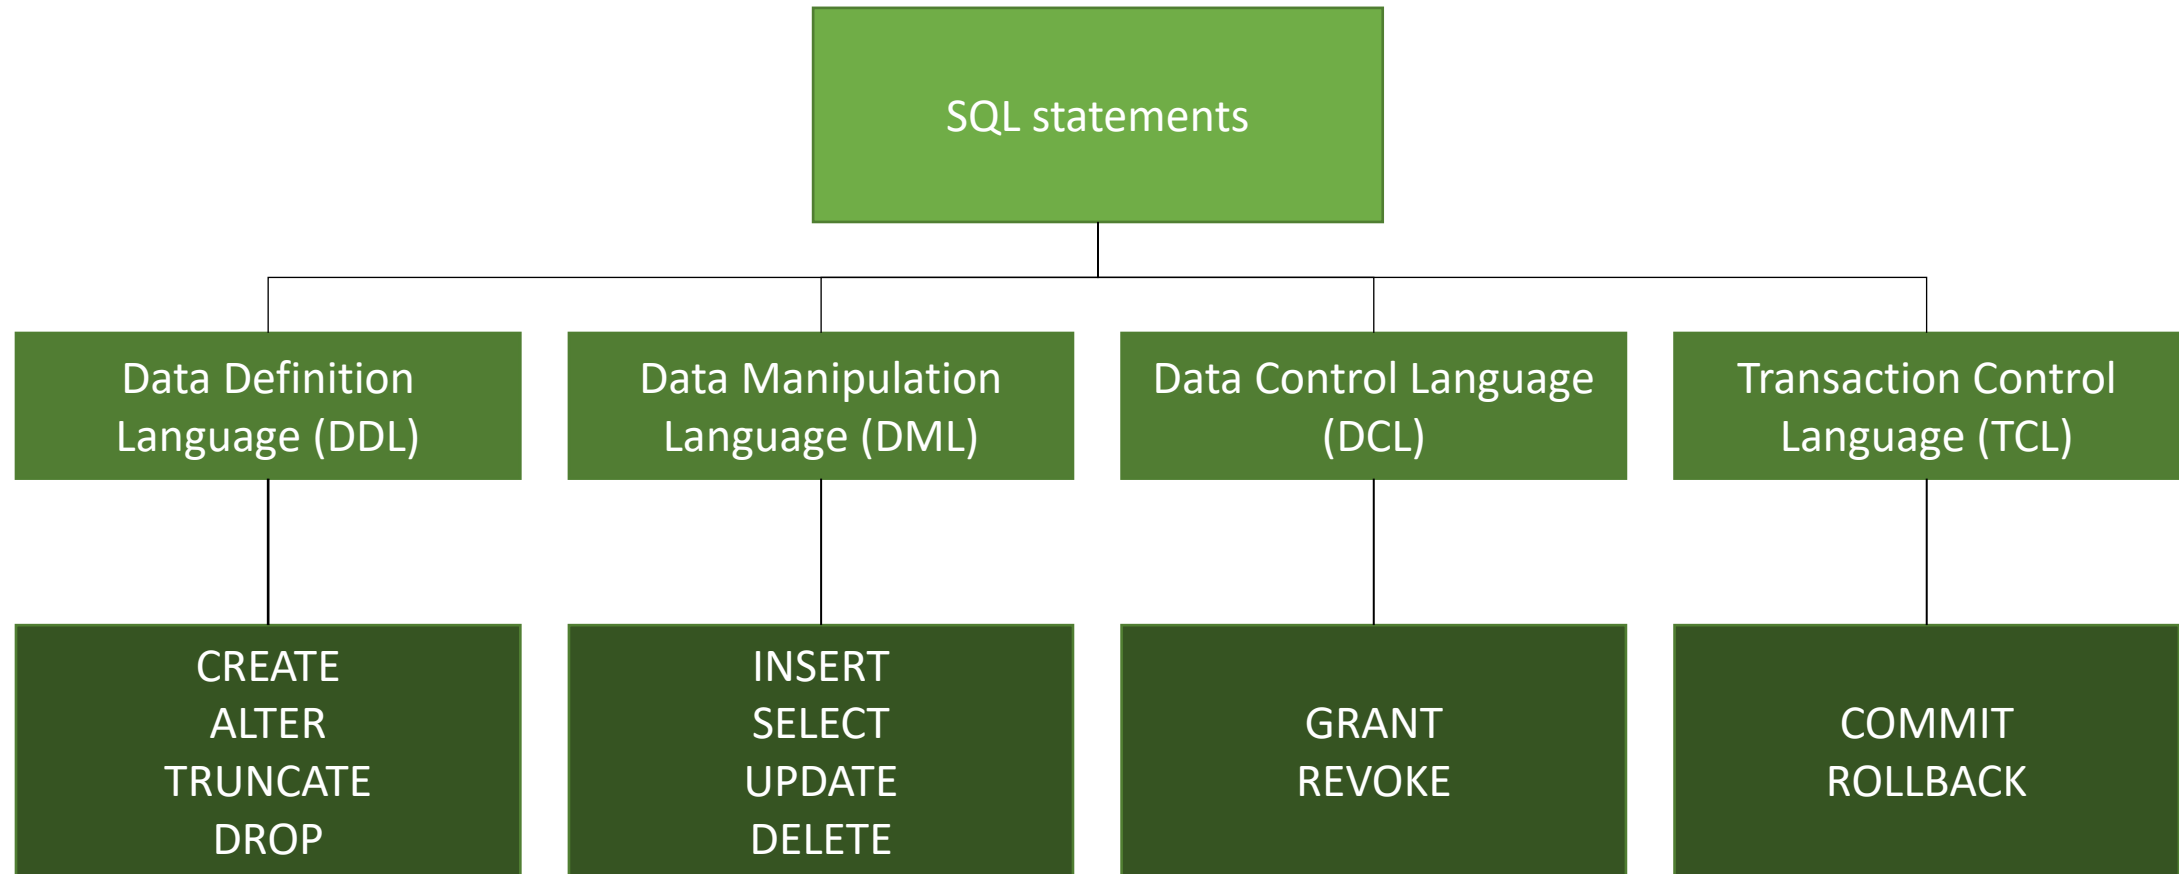 SQL statements
Data Definition
Language (DDL)
Data Manipulation
Language (DML)
Data Control Language
(DCL)
Transaction Control
Language (TCL)
CREATE
ALTER
TRUNCATE
DROP
INSERT
SELECT
UPDATE
DELETE
GRANT
REVOKE
COMMIT
ROLLBACK